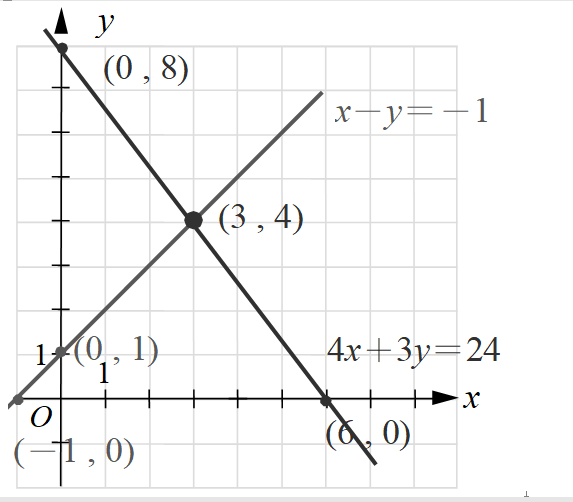 y
(0 , 8)
x−y=−1
(3 , 4)
4x+3y=24
1
(0 , 1)
1
x
O
(6 , 0)
(−1 , 0)